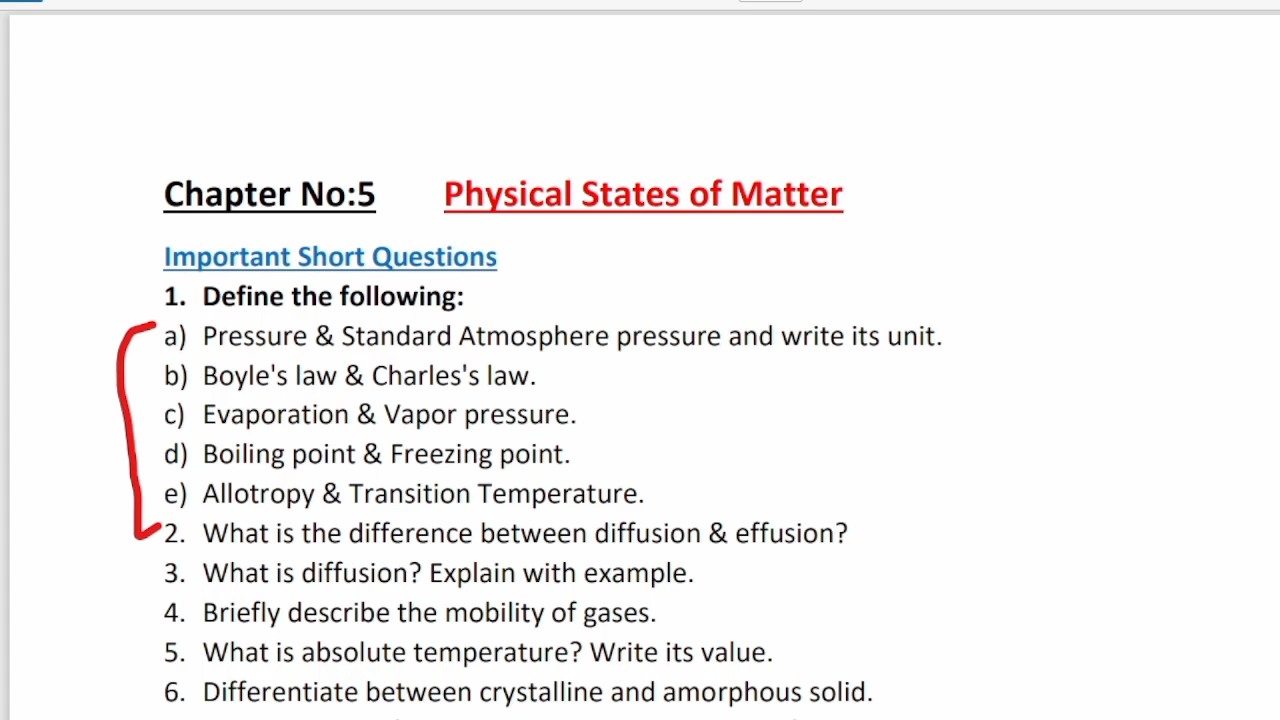 Chapter No:5 Physical States of Matter
Important Short Questions
1. Define the following:
a) Pressure & Standard Atmosphere pressure and write its unit.
b) Boyle's law & Charles's law.
c) Evaporation & Vapor pressure.
d) Boiling point & Freezing point.
e) Allotropy & Transition Temperature.
2. What is the difference between diffusion & effusion?
3. What is diffusion? Explain with example.
4. Briefly describe the mobility of gases.
5. What is absolute temperature? Write its value.
6. Differentiate between crystalline and amorphous solid.